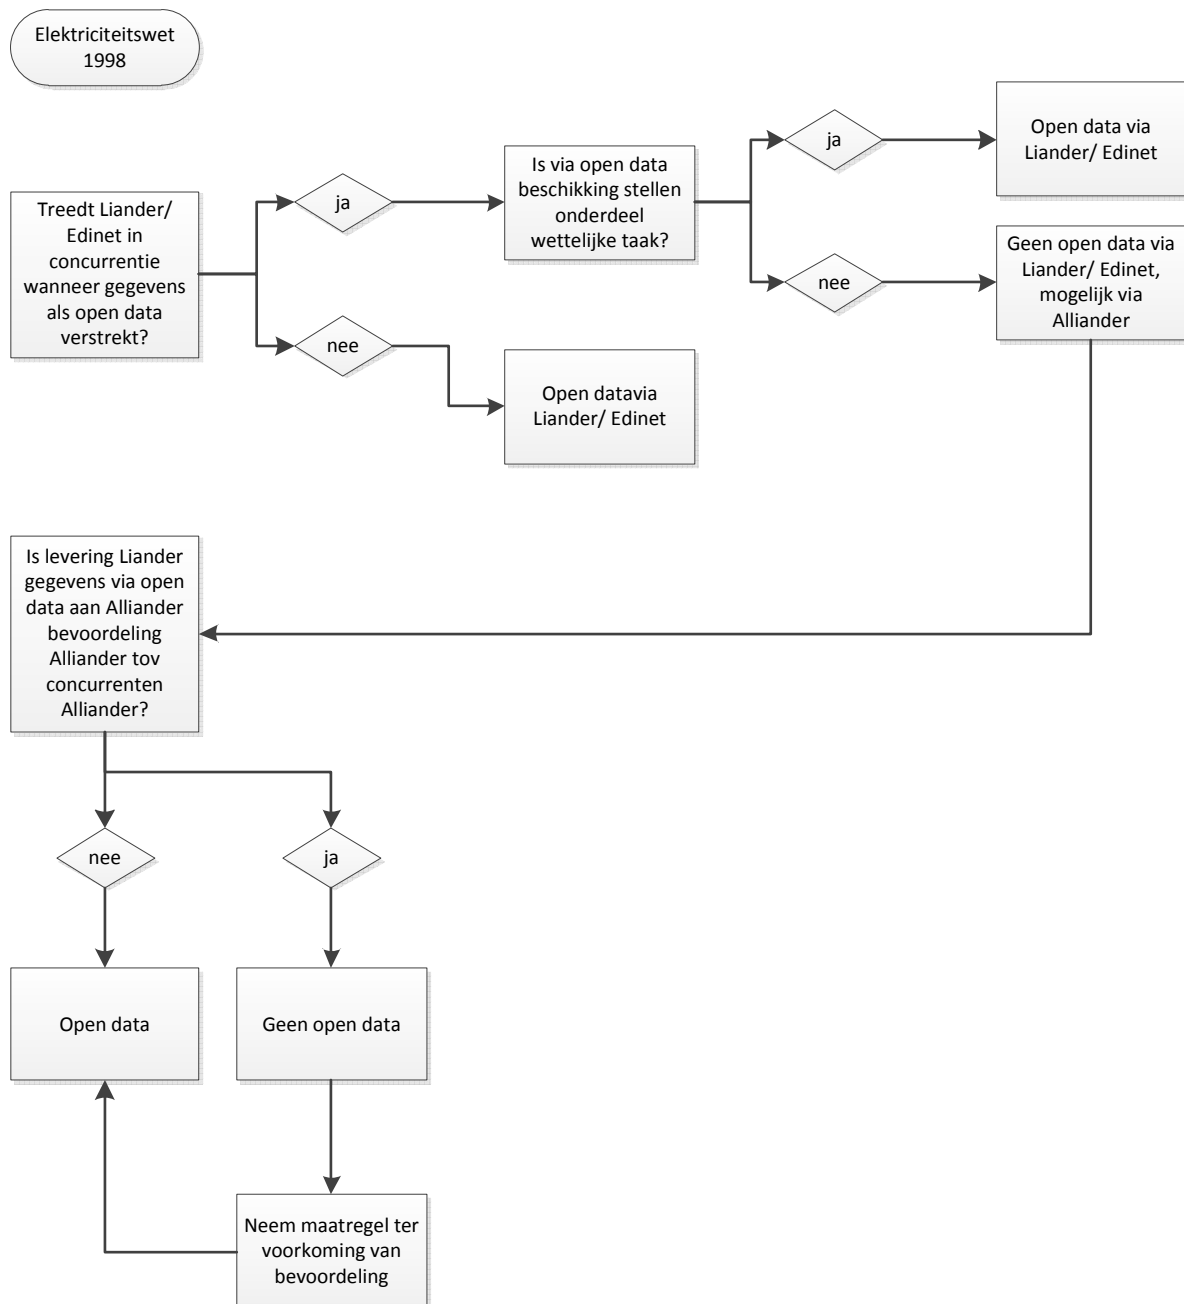 Elektriciteitswet
1998
Treedt Liander/
Edinet in
concurrentie
wanneer gegevens
als open data
verstrekt?
ja
nee
Is via open data
beschikking stellen
onderdeel
wettelijke taak?
Open datavia
Liander/ Edinet
ja
nee
Open data via
Liander/ Edinet
Geen open data via
Liander/ Edinet,
mogelijk via
Alliander
Is levering Liander
gegevens via open
data aan Alliander
bevoordeling
Alliander tov
concurrenten
Alliander?
nee
ja
Open data
Geen open data
Neem maatregel ter
voorkoming van
bevoordeling